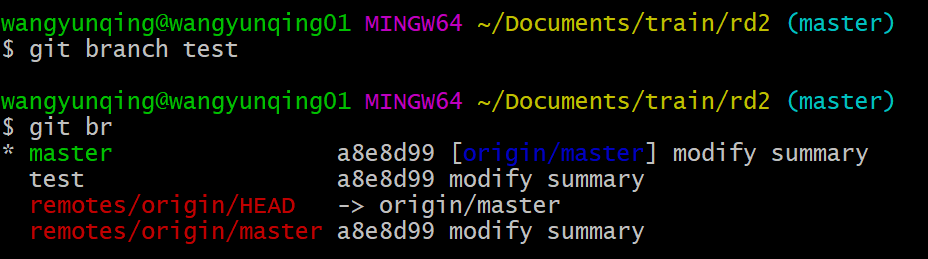 wangyunqing@wangyunqing01 MINGW64 ~/Documents/train/rd2 (master)
$ git branch test
wangyunqing@wangyunqing01 MINGW64 ~/Documents/train/rd2 (master)
$ git br
* master a8e8d99 [origin/master] modify summary
test a8e8d99 modify summary
remotes/origin/HEAD -> origin/master
remotes/origin/master a8e8d99 modify summary